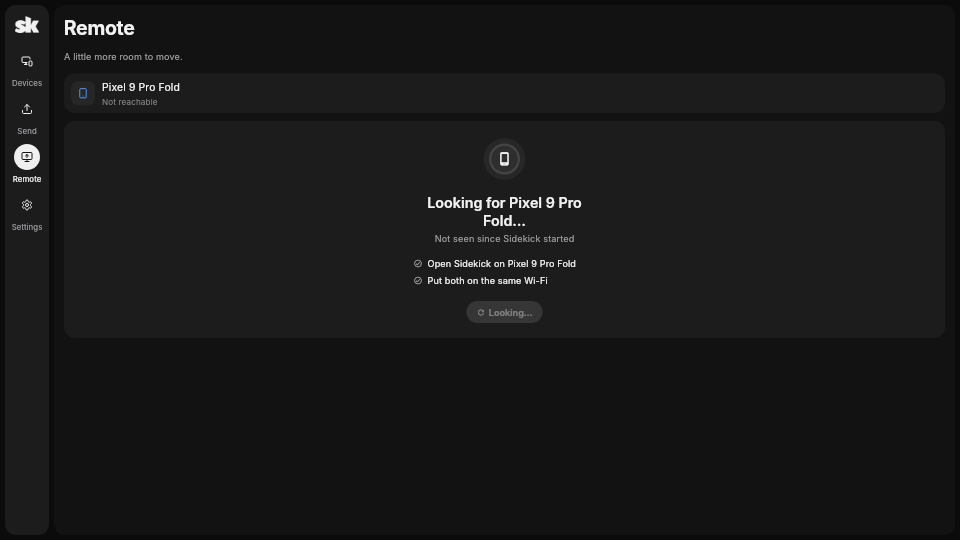 sk
Remote
A little more room to move.
Devices
Send
Remote
Settings
Pixel 9 Pro Fold
Not reachable
Looking for Pixel 9 Pro
Fold...
Not seen since Sidekick started
Open Sidekick on Pixel 9 Pro Fold
Put both on the same Wi-Fi
Looking...